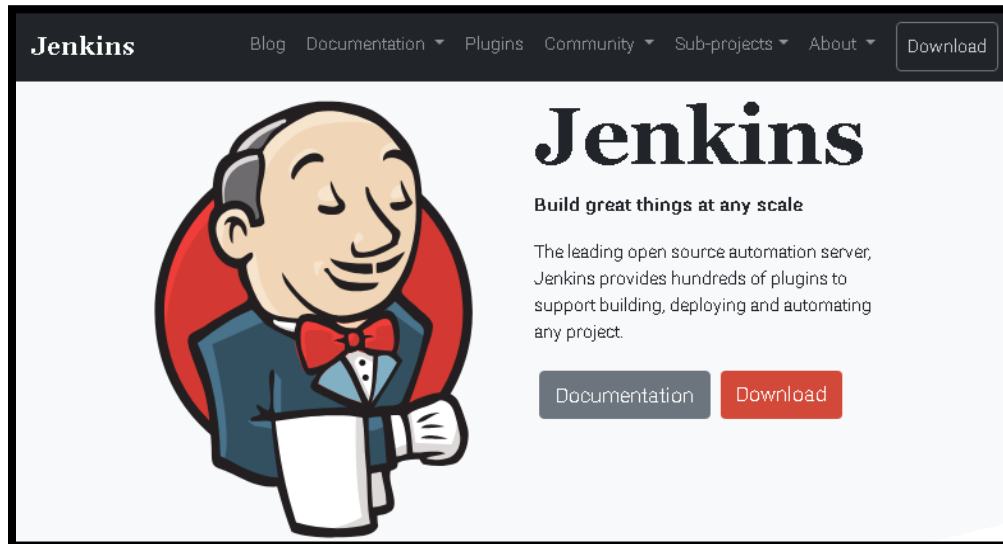 Jenkins Blog Documentation Plugins Community Sub-projects About Download
Jenkins
Build great things at any scale
The leading open source automation server,
Jenkins provides hundreds of plugins to
support building, deploying and automating
any project.
Documentation Download